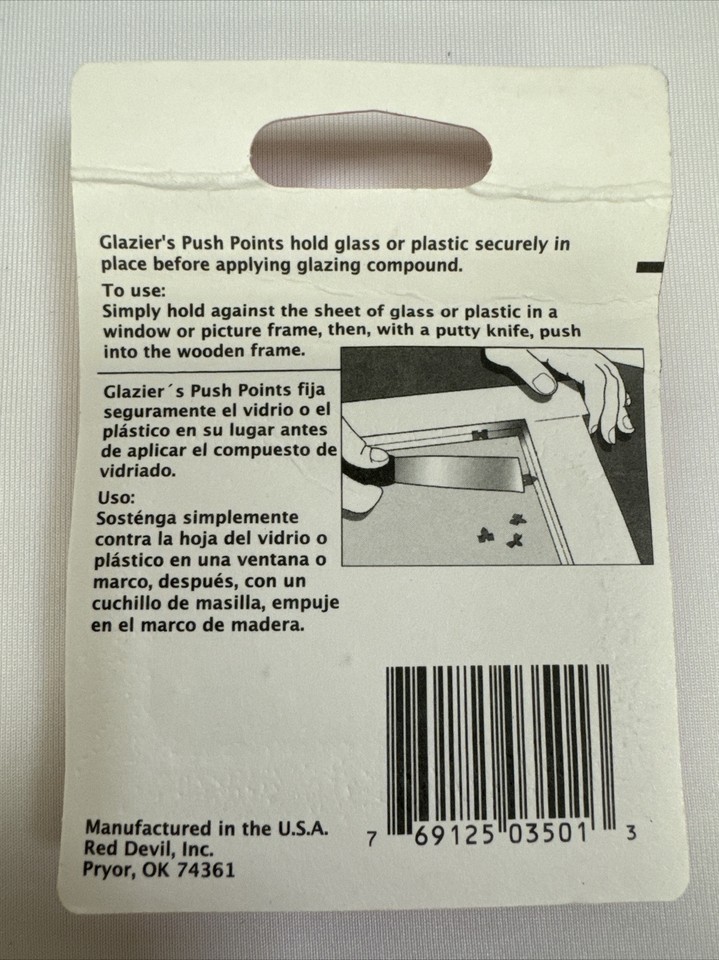 Glazier's Push Points hold glass or plastic securely in
place before applying glazing compound.
To use:
Simply hold against the sheet of glass or plastic in a
window or picture frame, then, with a putty knife, push
into the wooden frame.
Glazier´s Push Points fija
seguramente el vidrio o el
plástico en su lugar antes
de aplicar el compuesto de
vidriado.
Uso:
Sosténga simplemente
contra la hoja del vidrio o
plástico en una ventana o
marco, después, con un
cuchillo de masilla, empuje
en el marco de madera.
Manufactured in the U.S.A.
Red Devil, Inc.
Pryor, OK 74361
7 69125 03501 3